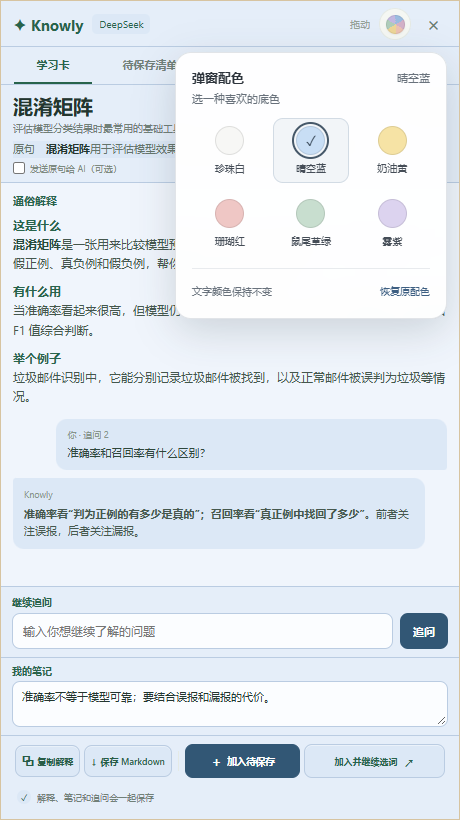 Knowly
DeepSeek
拖动
学习卡
待保存清单
弹窗配色
晴空蓝
选一种喜欢的底色
珍珠白
晴空蓝
奶油黄
珊瑚红
鼠尾草绿
雾紫
文字颜色保持不变
恢复原配色
混淆矩阵
评估模型分类结果时最常用的基础工
原句 混淆矩阵用于评估模型效果
发送原句给 AI（可选）
通俗解释
这是什么
混淆矩阵是一张用来比较模型预
假正例、真负例和假负例，帮你
有什么用
当准确率看起来很高，但模型仍
F1 值综合判断。
举个例子
垃圾邮件识别中，它能分别记录垃圾邮件被找到，以及正常邮件被误判为垃圾等情
况。
你 · 追问 2
准确率和召回率有什么区别？
Knowly
准确率看“判为正例的有多少是真的”；召回率看“真正例中找回了多少”。前者关
注误报，后者关注漏报。
继续追问
输入你想继续了解的问题
追问
我的笔记
准确率不等于模型可靠；要结合误报和漏报的代价。
复制解释
↓ 保存 Markdown
+ 加入待保存
加入并继续选词 ↗
✓ 解释、笔记和追问会一起保存